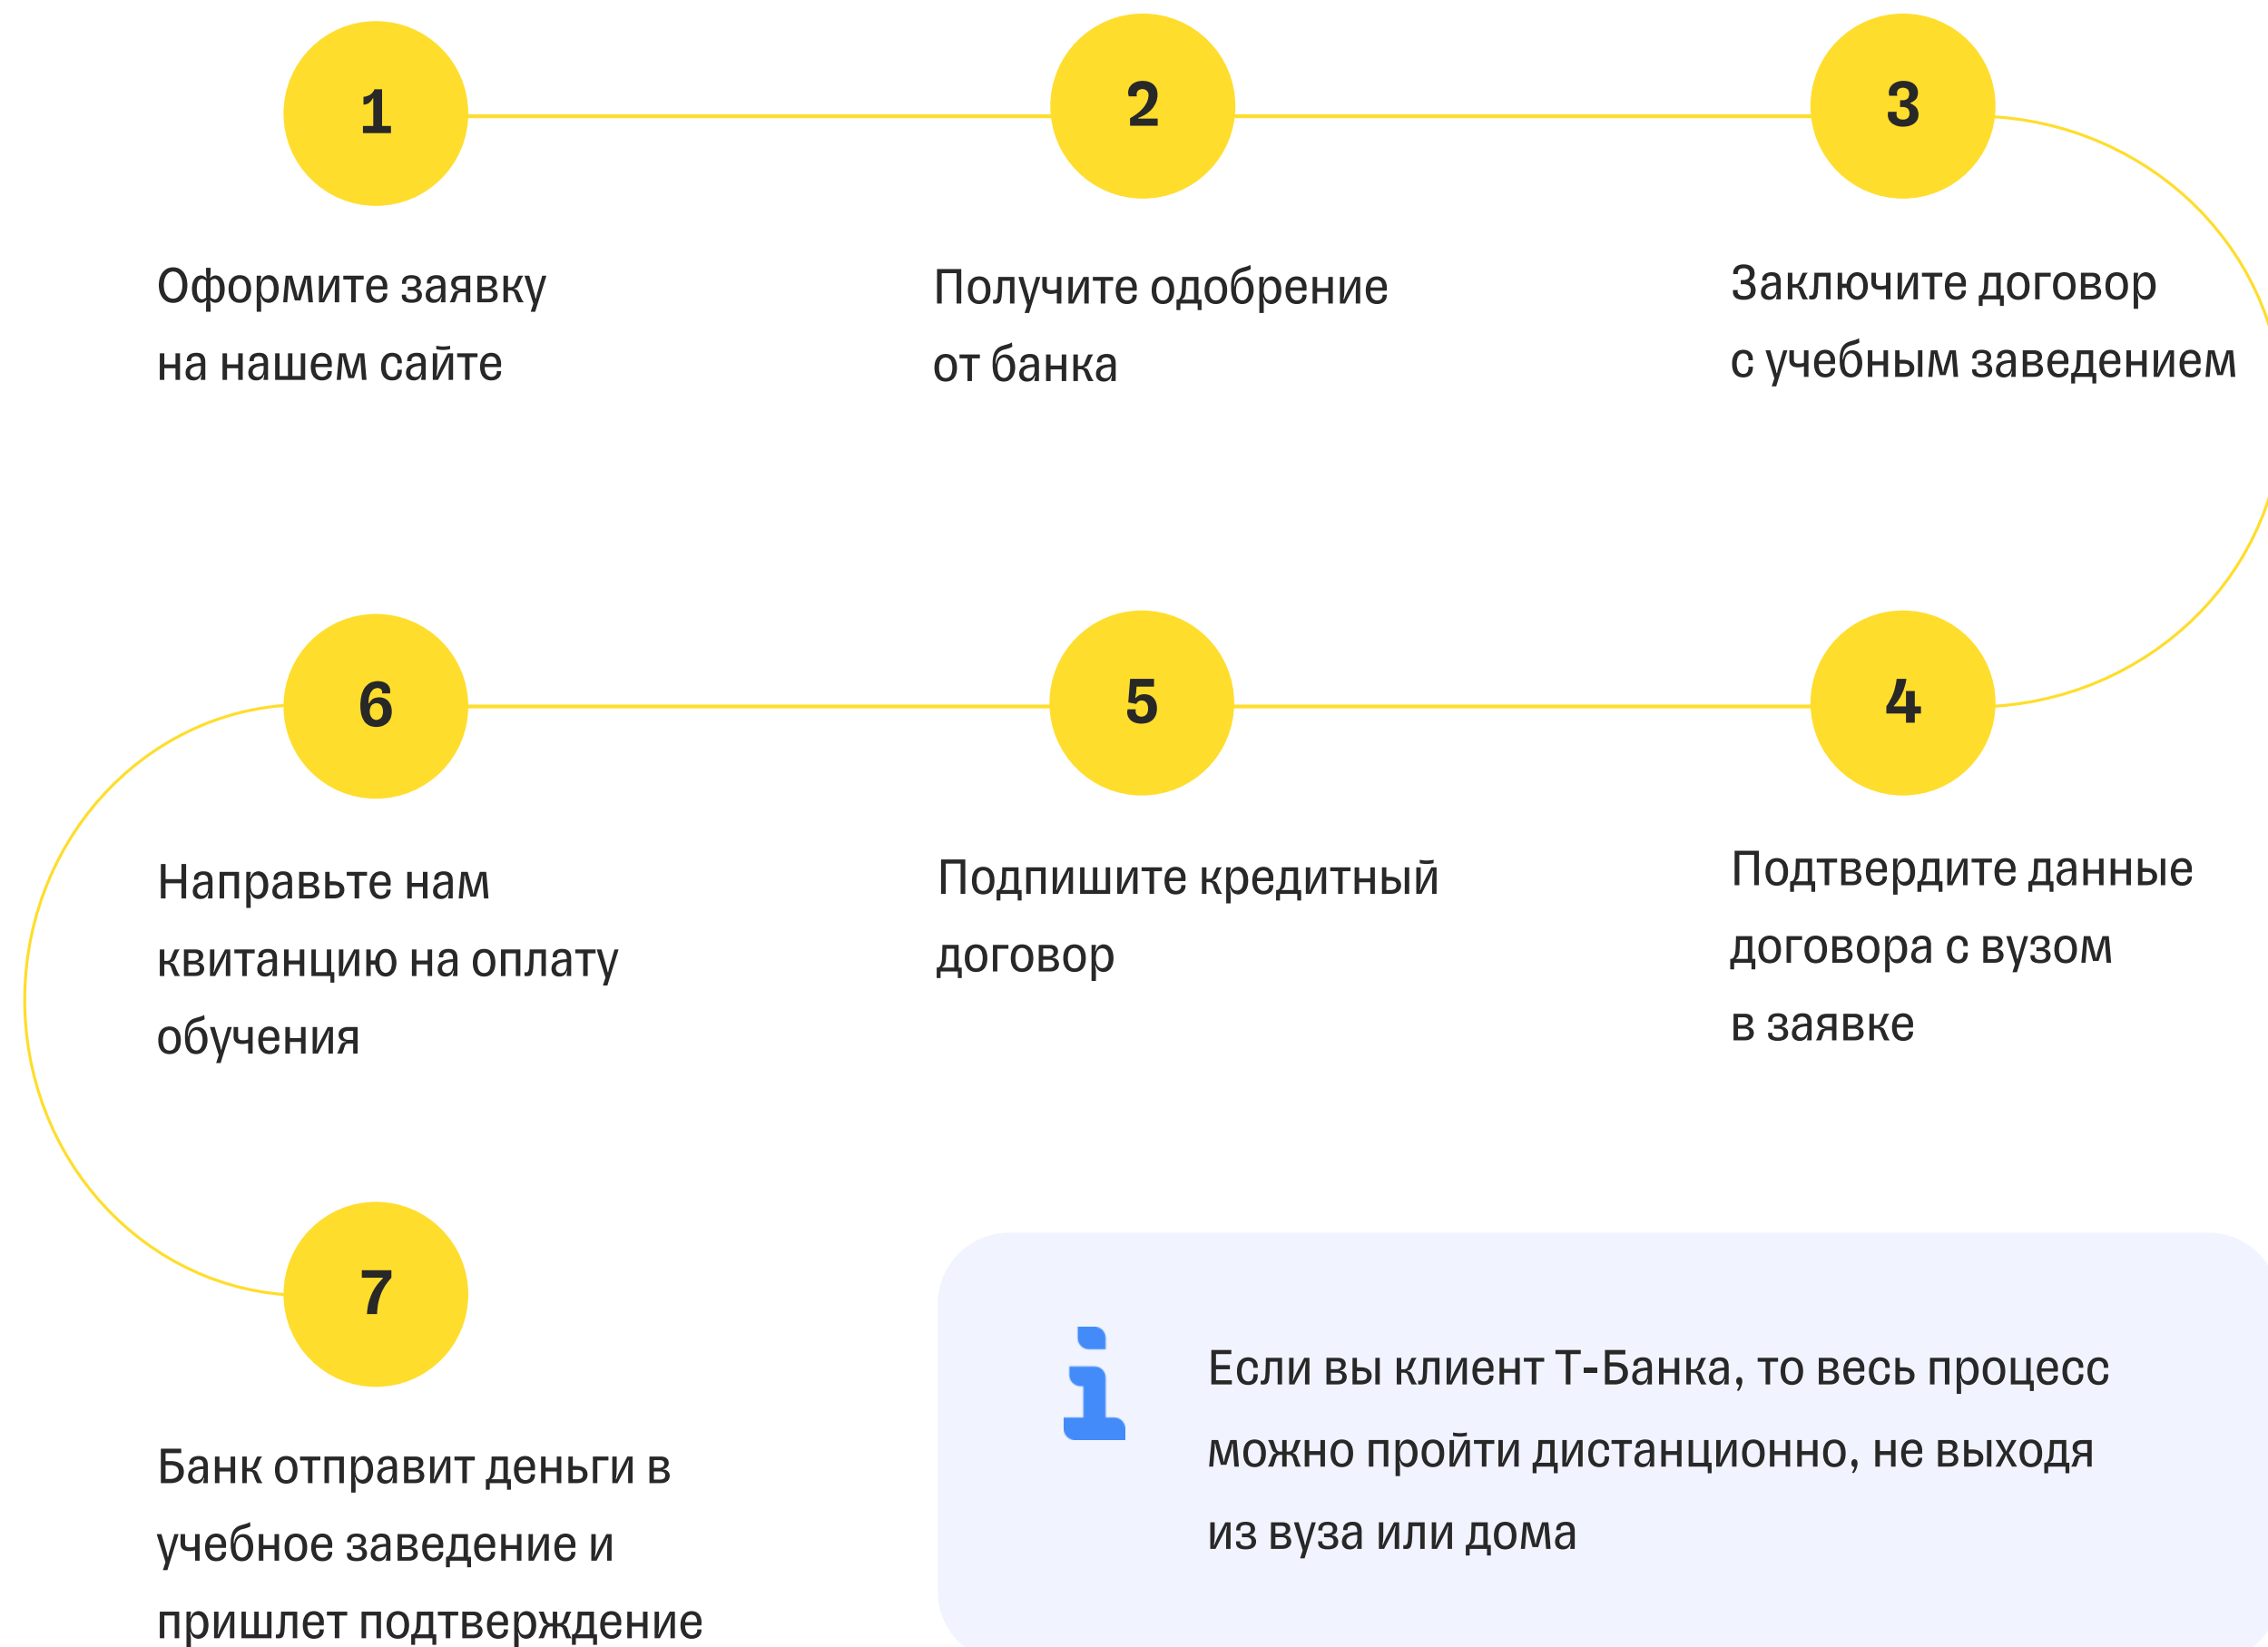 1
Оформите заявку
на нашем сайте
2
Получите одобрение
от банка
3
Заключите договор
с учебным заведением
4
Подтвердите наличие
договора с вузом
в заявке
5
Подпишите кредитный
договор
6
Направьте нам
квитанцию на оплату
обучения
7
Банк отправит деньги в
учебное заведение и
пришлет подтверждение
Если вы клиент Т-Банка, то весь процесс
можно пройти дистанционно, не выходя
из вуза или дома